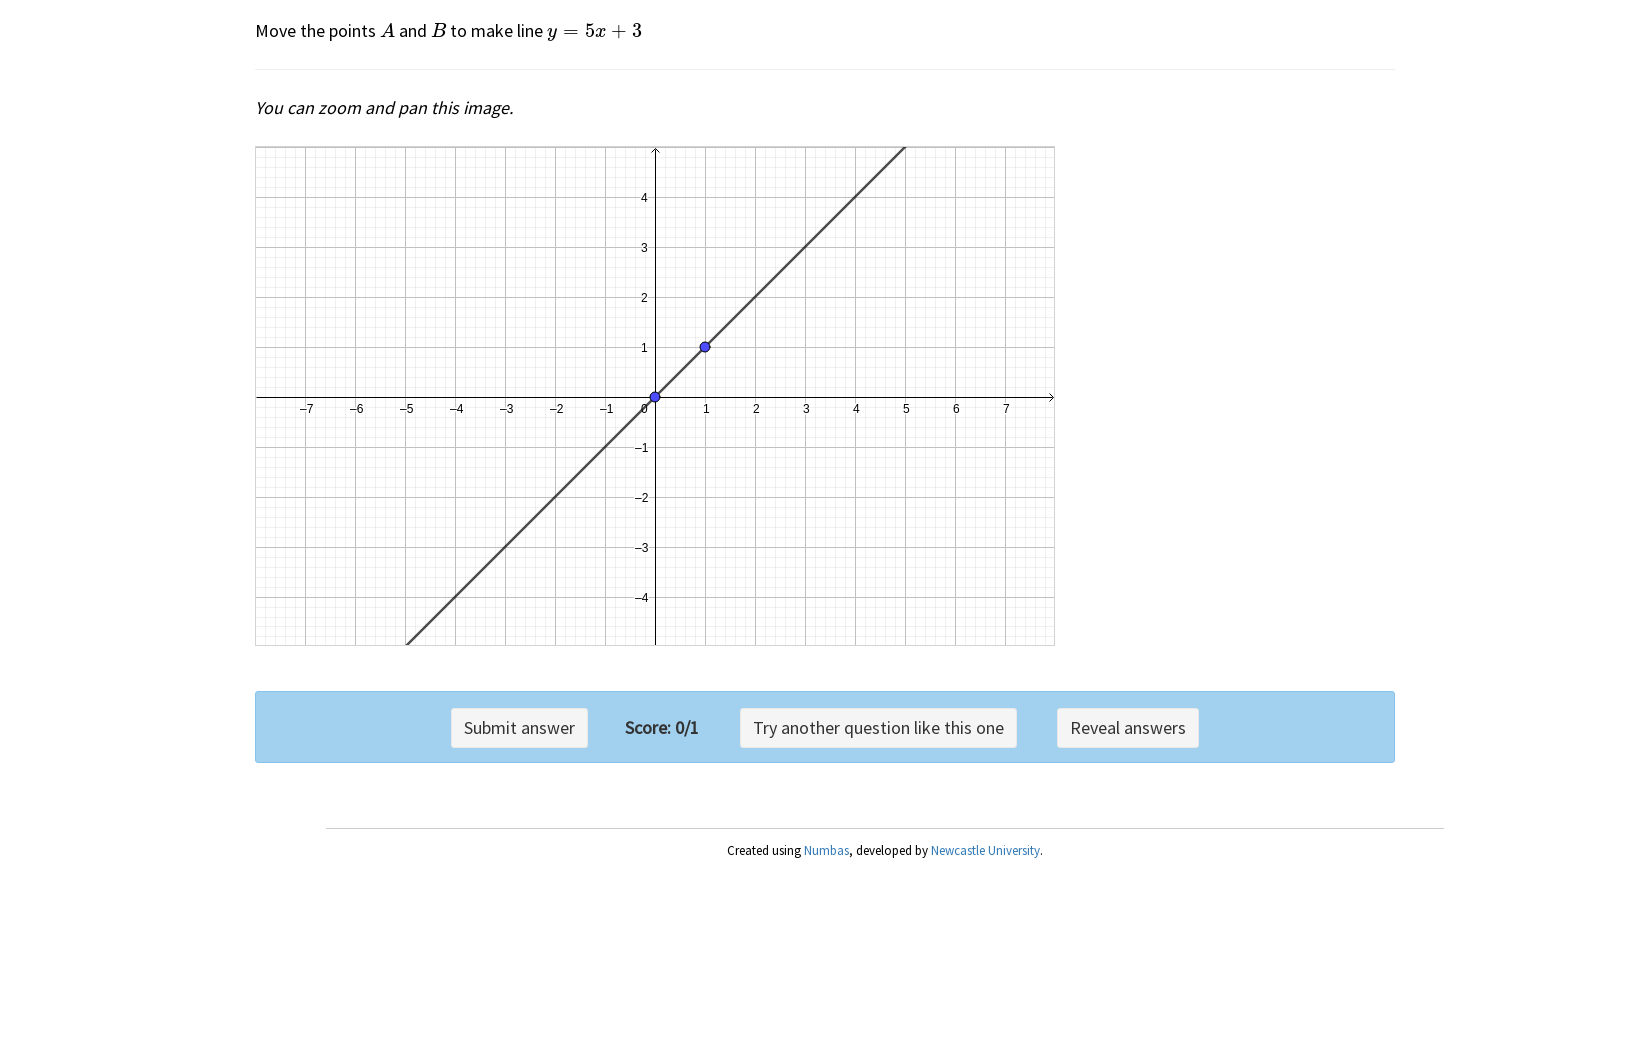 Move the points A and B to make line y = 5x + 3
You can zoom and pan this image.
4
3
2
1
–7 –6 –5 –4 –3 –2 –1 0 1 2 3 4 5 6 7
–1
–2
–3
–4
Submit answer Score: 0/1 Try another question like this one Reveal answers
Created using Numbas, developed by Newcastle University.